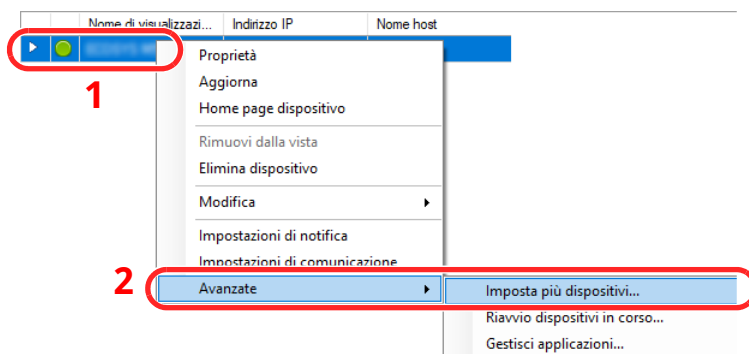 Nome di visualizzazi... Indirizzo IP Nome host
1
Proprietà
Aggiorna
Home page dispositivo
Rimuovi dalla vista
Elimina dispositivo
Modifica
Impostazioni di notifica
Impostazioni di comunicazione
2
Avanzate
Imposta più dispositivi...
Riavvio dispositivi in corso...
Gestisci applicazioni...